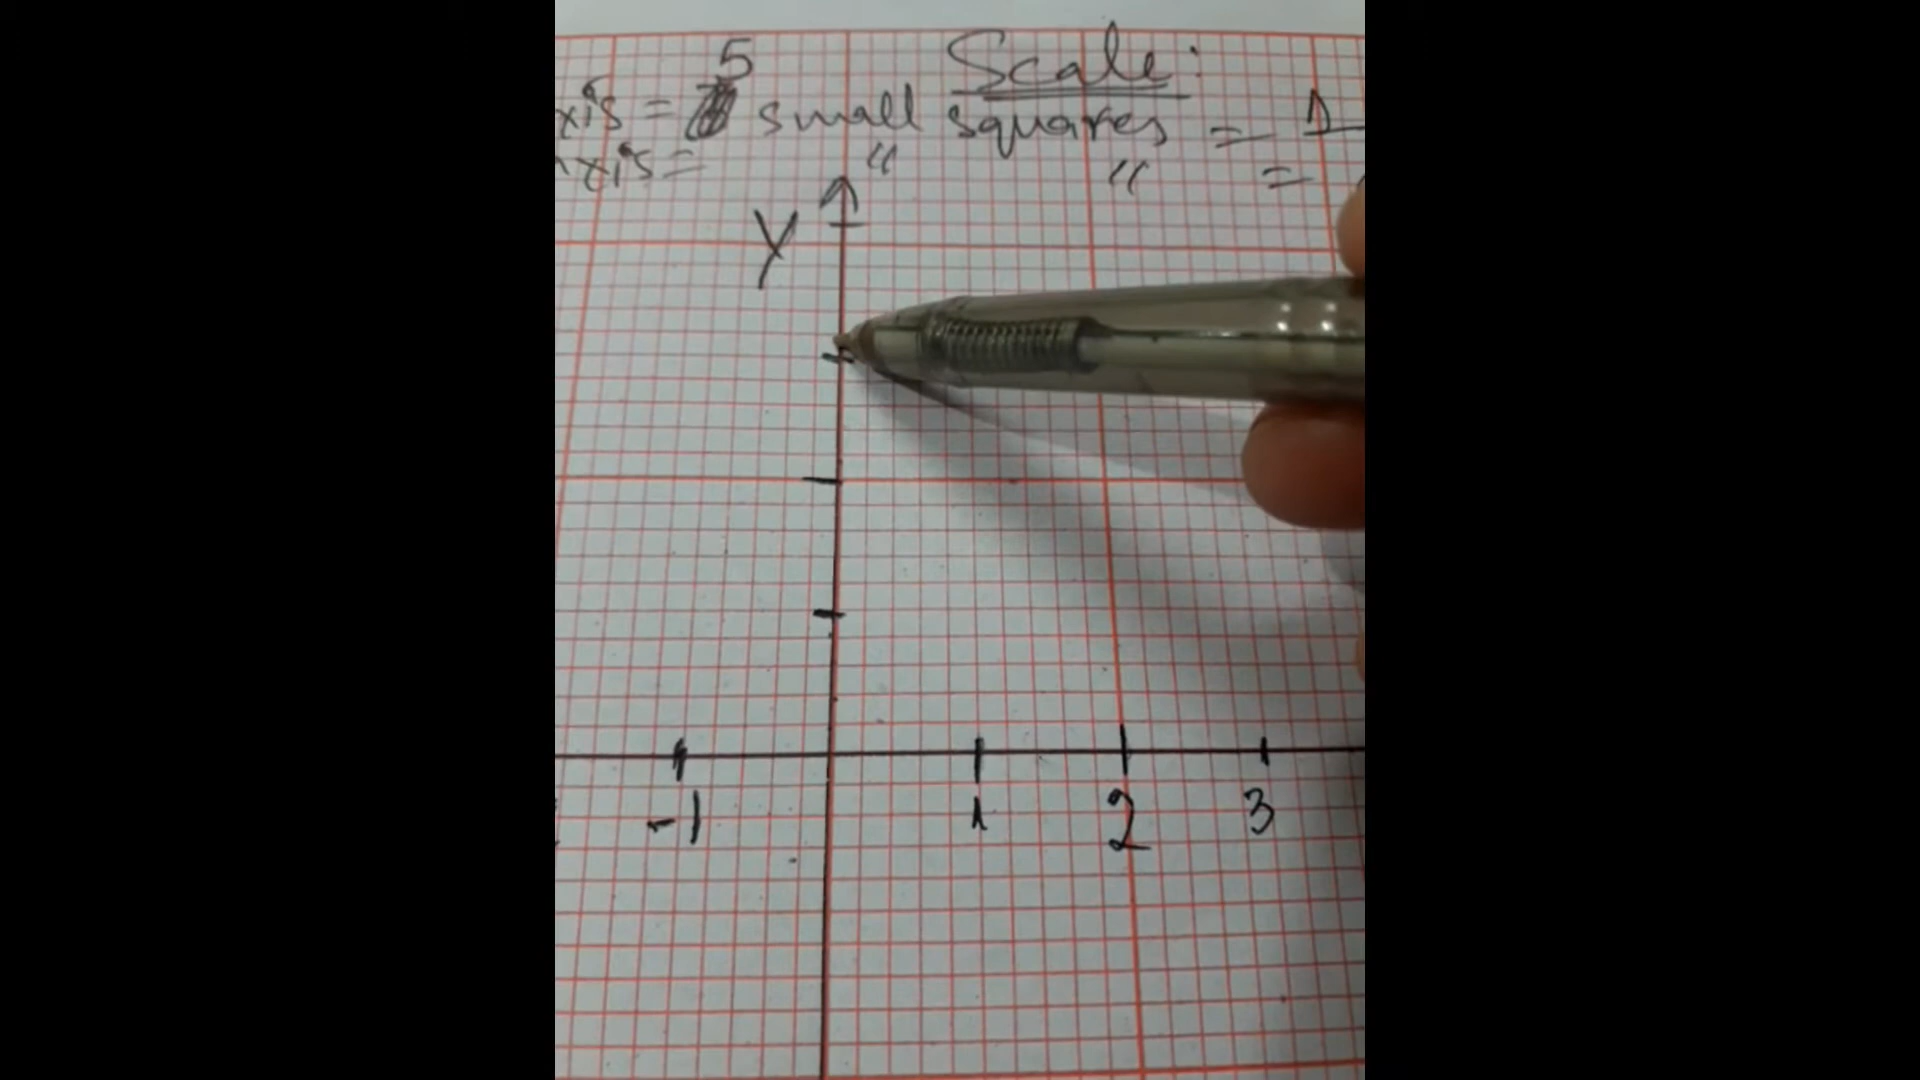 Scale:
5
xis = small squares = 1
xis = " " =
Y
-1 1 2 3